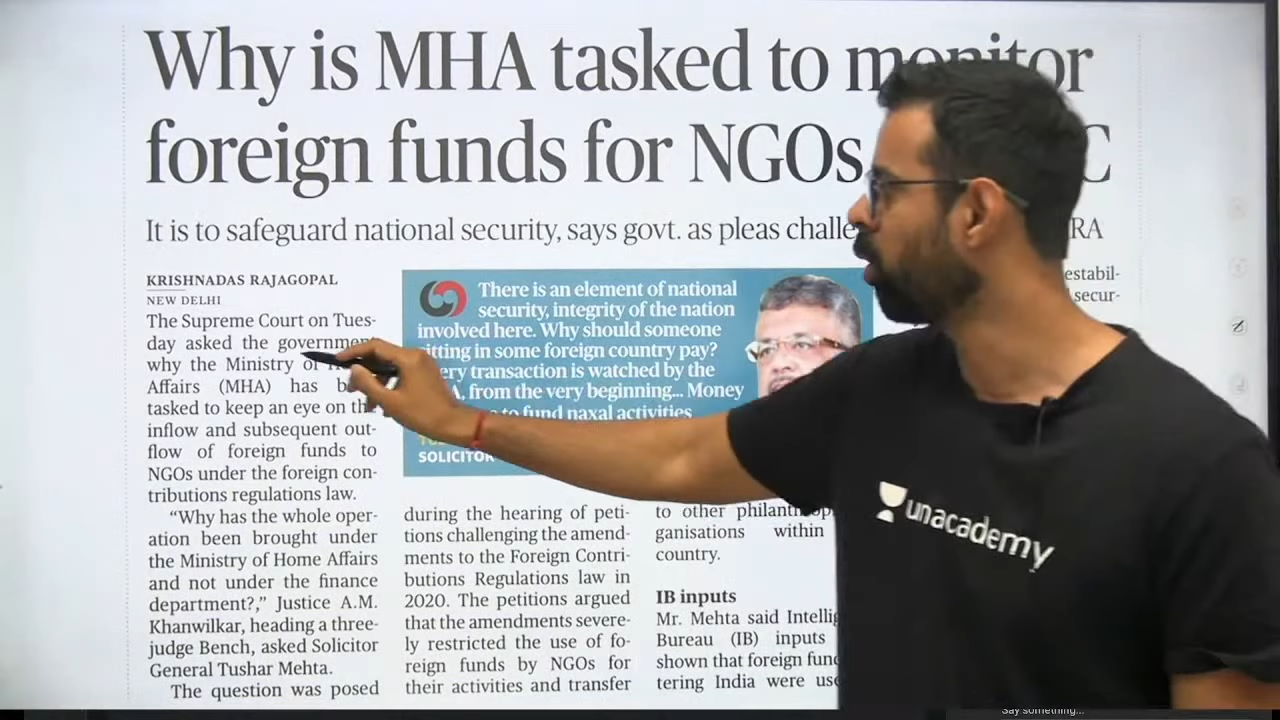 Why is MHA tasked to monitor
foreign funds for NGOs,
It is to safeguard national security, says govt. as pleas challe
RA
KRISHNADAS RAJAGOPAL
NEW DELHI
The Supreme Court on Tues-
day asked the government
why the Ministry of
Affairs (MHA) has
tasked to keep an eye on the
inflow and subsequent out-
flow of foreign funds to
NGOs under the foreign con-
tributions regulations law.
“Why has the whole oper-
ation been brought under
the Ministry of Home Affairs
and not under the finance
department?,” Justice A.M.
Khanwilkar, heading a three-
judge Bench, asked Solicitor
General Tushar Mehta.
The question was posed
There is an element of national
security, integrity of the nation
involved here. Why should someone
sitting in some foreign country pay?
transaction is watched by the
from the very beginning... Money
to fund naxal activities
SOLICITOR
during the hearing of peti-
tions challenging the amend-
ments to the Foreign Contri-
butions Regulations law in
2020. The petitions argued
that the amendments severe-
ly restricted the use of fo-
reign funds by NGOs for
their activities and transfer
to other
ganisations within
country.
IB inputs
Mr. Mehta said
Bureau (IB) inputs
shown that foreign
tering India were
estabil-
secur-
unacademy
Say something...